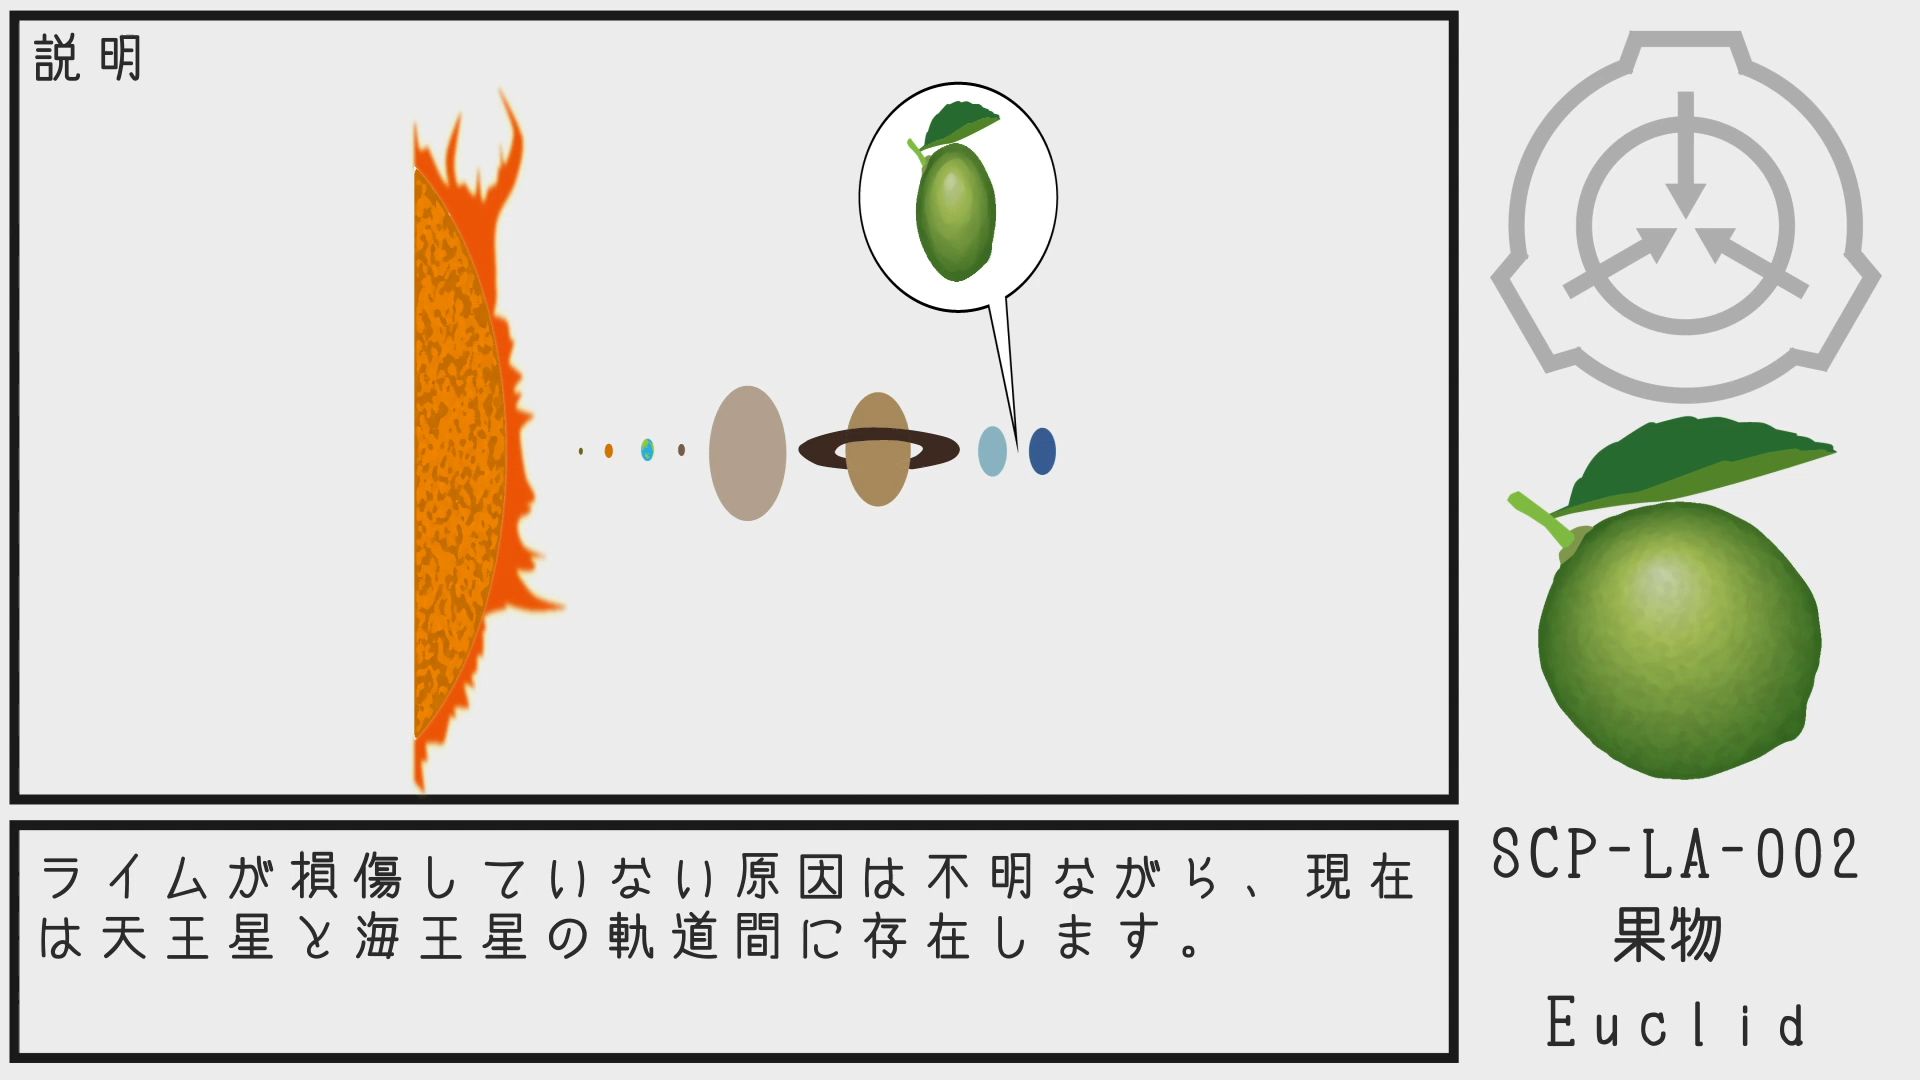 説明
ライムが損傷していない原因は不明ながら、現在
は天王星と海王星の軌道間に存在します。
SCP-LA-002
果物
Euclid